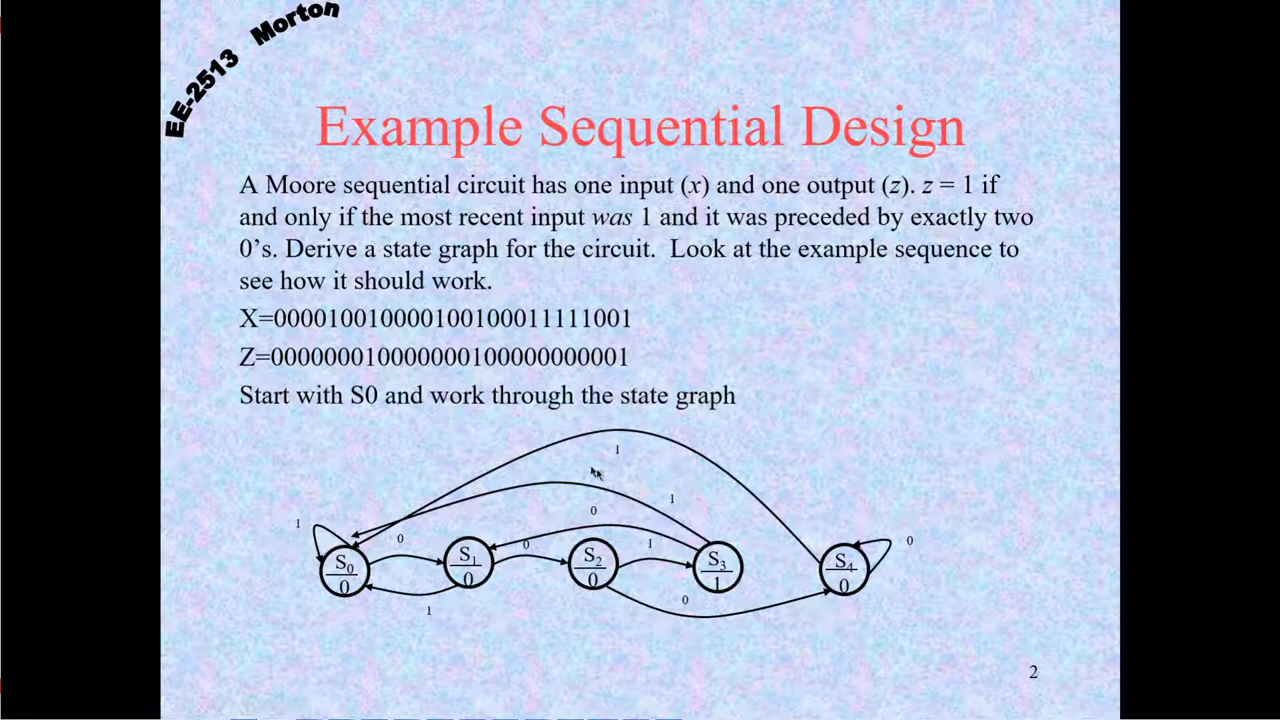 EE-2513 Morton
Example Sequential Design
A Moore sequential circuit has one input (x) and one output (z). z = 1 if
and only if the most recent input was 1 and it was preceded by exactly two
0's. Derive a state graph for the circuit. Look at the example sequence to
see how it should work.
X=000010010000100100011111001
Z=000000010000000100000000001
Start with S0 and work through the state graph
1
1
0
1
0
0
1
0
S0
0
S1
0
S2
0
S3
1
S4
0
1
0
2